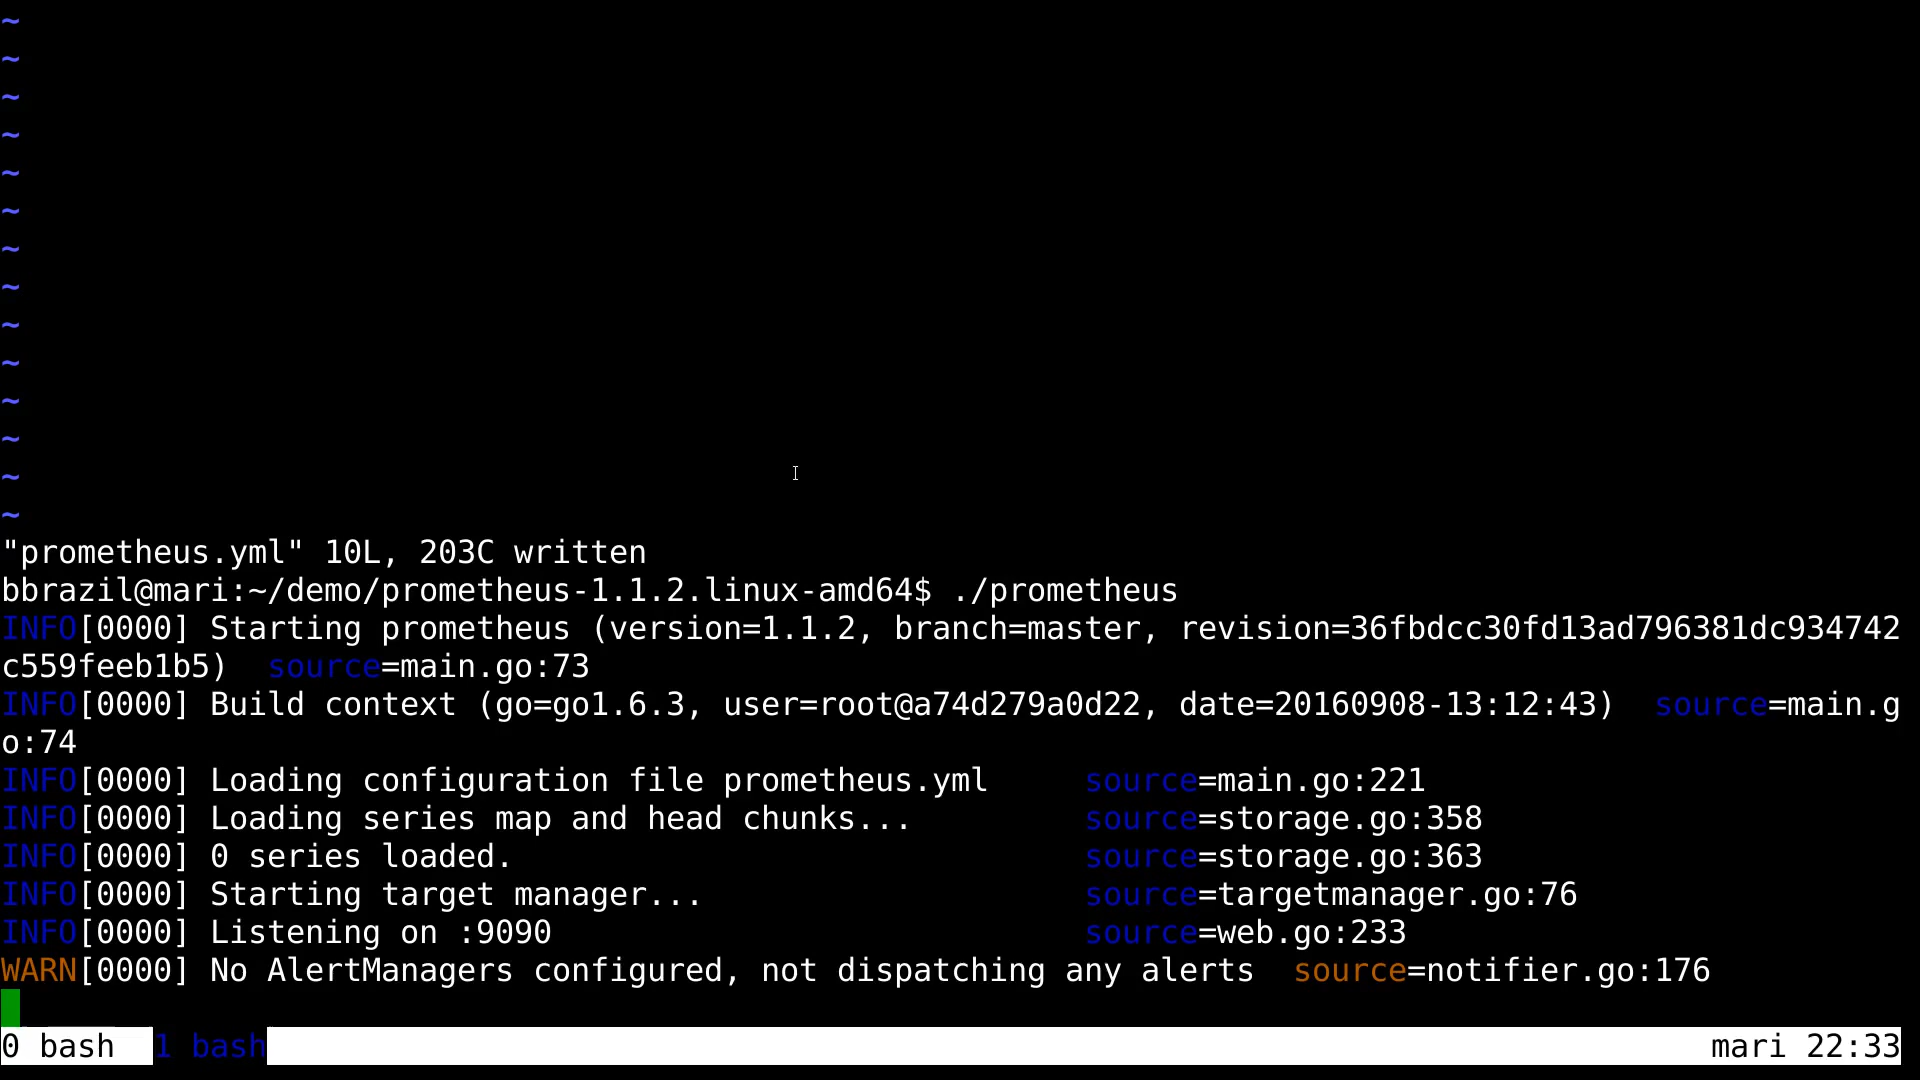 ~
~
~
~
~
~
~
~
~
~
~
~
~
~
"prometheus.yml" 10L, 203C written
bbrazil@mari:~/demo/prometheus-1.1.2.linux-amd64$ ./prometheus
INFO[0000] Starting prometheus (version=1.1.2, branch=master, revision=36fbdcc30fd13ad796381dc934742
c559feeb1b5)  source=main.go:73
INFO[0000] Build context (go=go1.6.3, user=root@a74d279a0d22, date=20160908-13:12:43)  source=main.g
o:74
INFO[0000] Loading configuration file prometheus.yml     source=main.go:221
INFO[0000] Loading series map and head chunks...         source=storage.go:358
INFO[0000] 0 series loaded.                              source=storage.go:363
INFO[0000] Starting target manager...                    source=targetmanager.go:76
INFO[0000] Listening on :9090                            source=web.go:233
WARN[0000] No AlertManagers configured, not dispatching any alerts  source=notifier.go:176
0 bash  1 bash mari 22:33